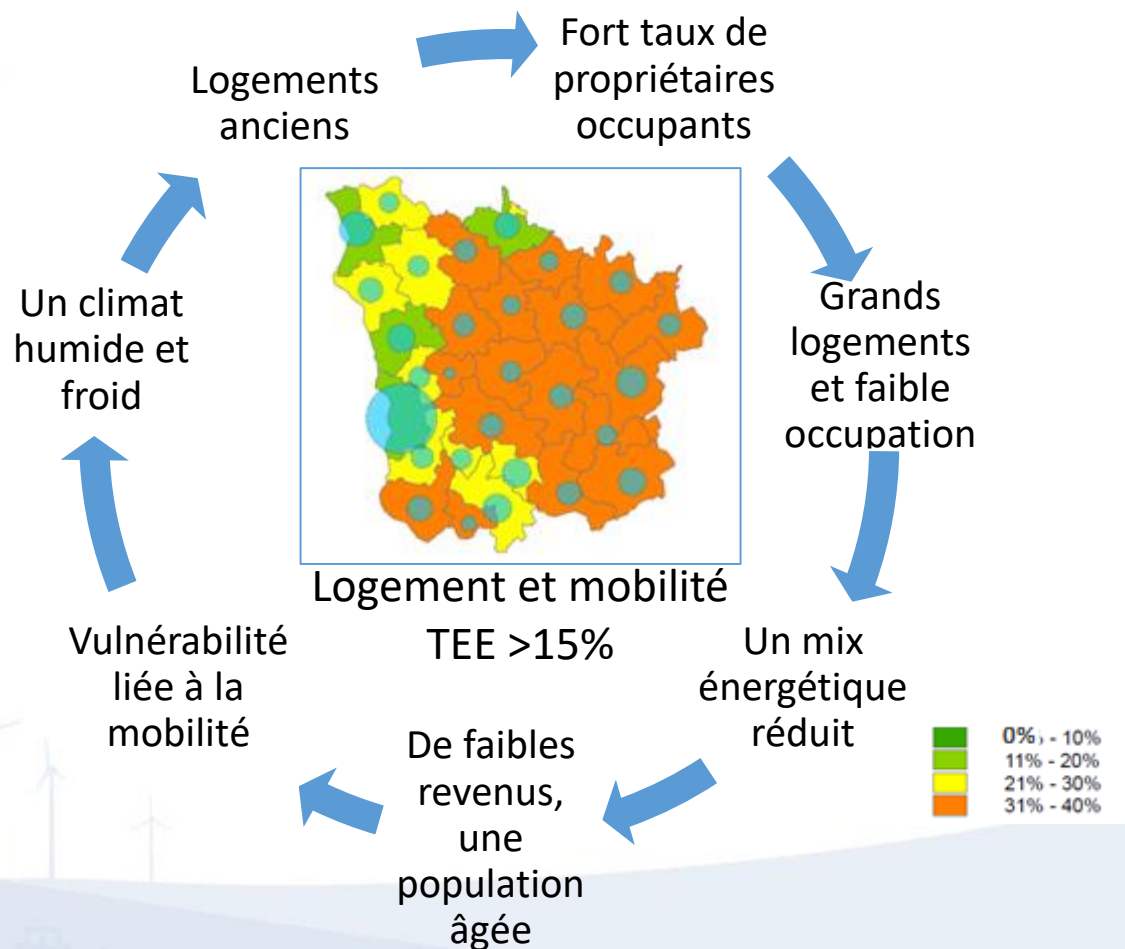 Fort taux de
propriétaires
occupants
Logements
anciens
Grands
logements
et faible
occupation
Un climat
humide et
froid
Logement et mobilité
TEE >15%
Vulnérabilité
liée à la
mobilité
Un mix
énergétique
réduit
De faibles
revenus,
une
population
âgée
0% - 10%
11% - 20%
21% - 30%
31% - 40%